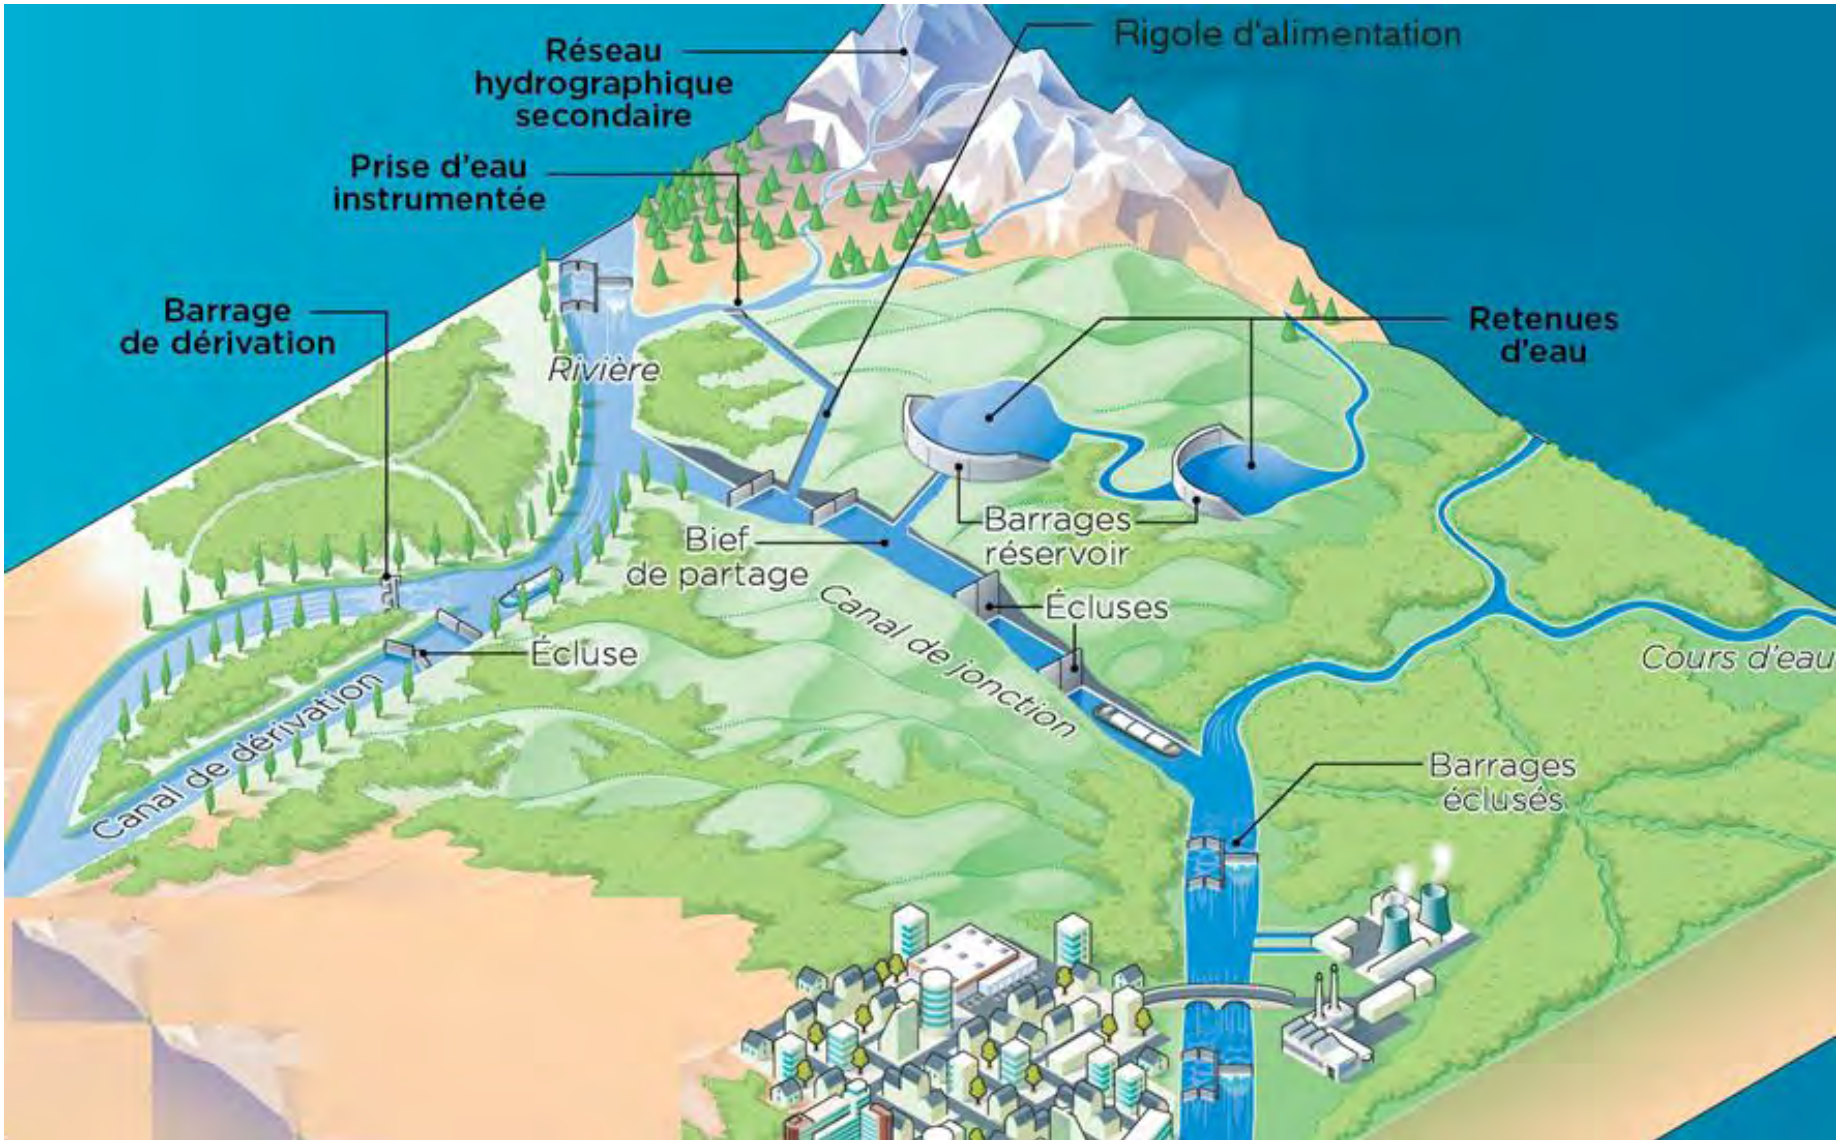 Rigole d'alimentation
Réseau
hydrographique
secondaire
Prise d'eau
instrumentée
Barrage
de dérivation
Rivière
Retenues
d'eau
Barrages
réservoir
Bief
de partage
Écluses
Canal de jonction
Écluse
Cours d'eau
Canal de dérivation
Barrages
éclusés